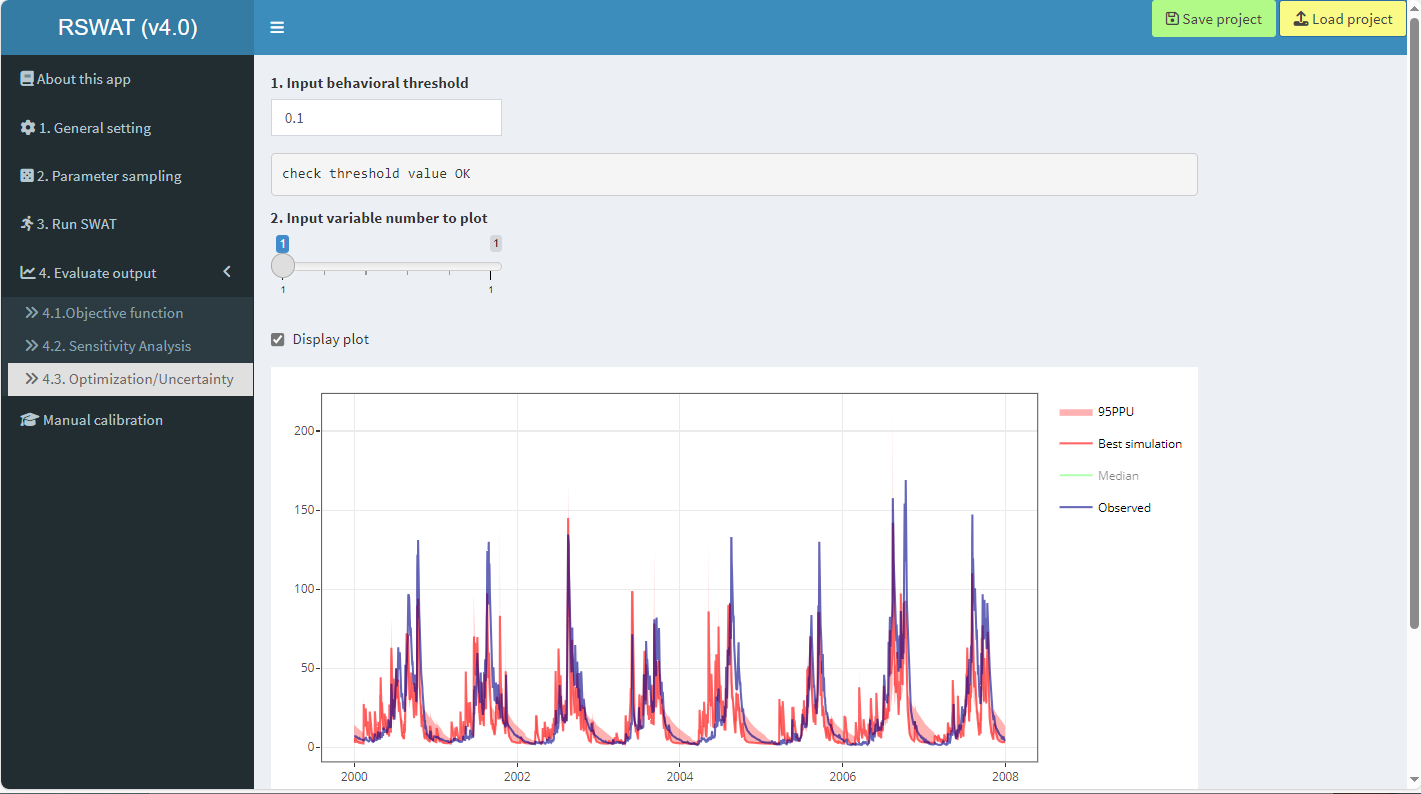 RSWAT (v4.0)
Save project
Load project
About this app
1. General setting
2. Parameter sampling
3. Run SWAT
4. Evaluate output
4.1.Objective function
4.2. Sensitivity Analysis
4.3. Optimization/Uncertainty
Manual calibration
1. Input behavioral threshold
0.1
check threshold value OK
2. Input variable number to plot
1 1
1 1
Display plot
200
150
100
50
0
2000 2002 2004 2006 2008
95PPU
Best simulation
Median
Observed